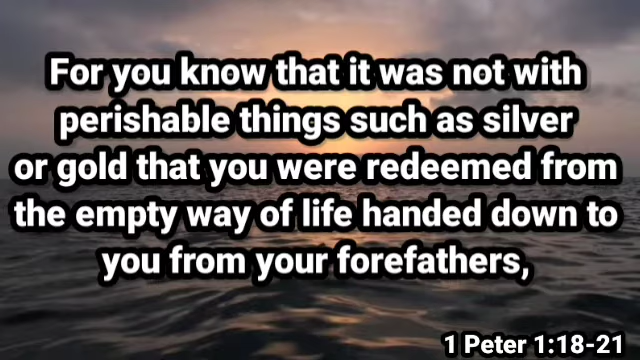 For you know that it was not with
perishable things such as silver
or gold that you were redeemed from
the empty way of life handed down to
you from your forefathers,
1 Peter 1:18-21